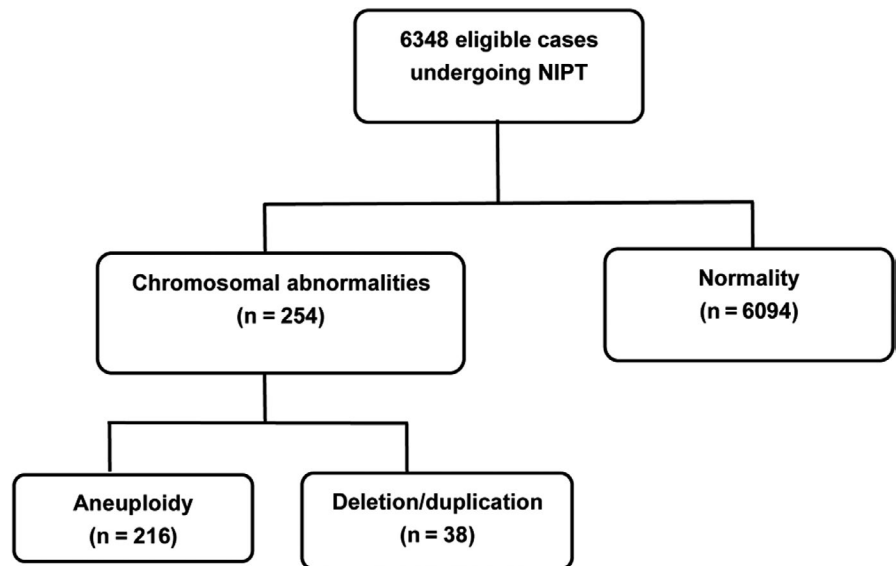 6348 eligible cases
undergoing NIPT
Chromosomal abnormalities
(n = 254)
Normality
(n = 6094)
Aneuploidy
(n = 216)
Deletion/duplication
(n = 38)